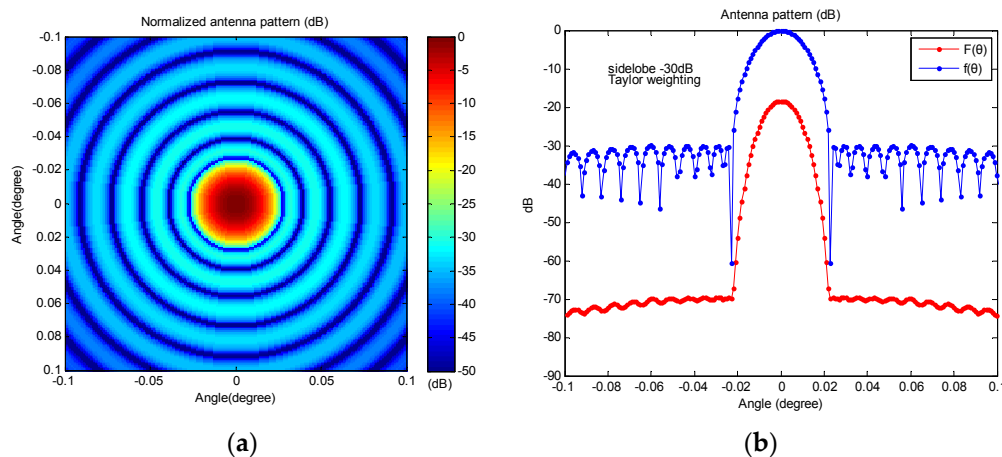 Normalized antenna pattern (dB)
-0.1
-0.08
-0.06
-0.04
-0.02
0
0.02
0.04
0.06
0.08
0.1
Angle(degree)
-0.1 -0.05 0 0.05 0.1
Angle(degree)
0
-5
-10
-15
-20
-25
-30
-35
-40
-45
-50
(dB)
(a)
Antenna pattern (dB)
0
-10
-20
-30
-40
-50
-60
-70
-80
-90
dB
sidelobe -30dB
Taylor weighting
F(θ)
f(θ)
-0.1 -0.08 -0.06 -0.04 -0.02 0 0.02 0.04 0.06 0.08 0.1
Angle (degree)
(b)